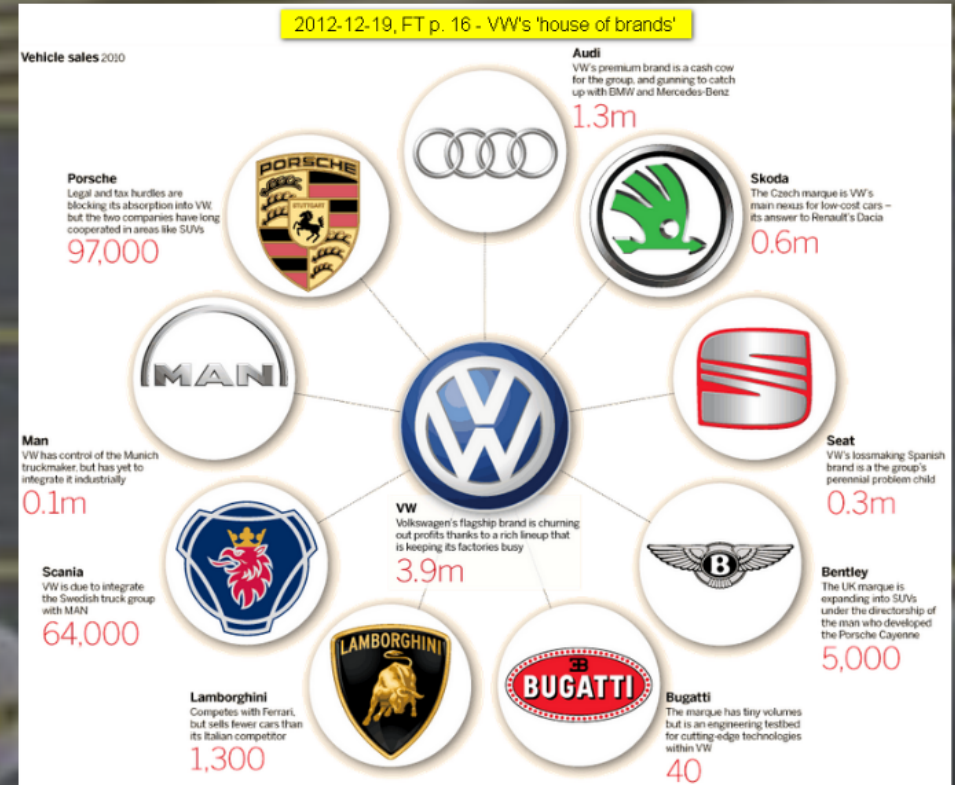 2012-12-19, FT p. 16 - VW's 'house of brands'
Vehicle sales 2010
Audi
VW's premium brand is a cash cow
for the group, and gunning to catch
up with BMW and Mercedes-Benz
1.3m
Porsche
Legal and tax hurdles are
blocking its absorption into VW,
but the two companies have long
cooperated in areas like SUVs
97,000
PORSCHE
STUTTGART
Skoda
The Czech marque is VW's
main nexus for low-cost cars –
its answer to Renault's Dacia
0.6m
MAN
Man
VW has control of the Munich
truckmaker, but has yet to
integrate it industrially
0.1m
VW
Volkswagen's flagship brand is churning
out profits thanks to a rich lineup that
is keeping its factories busy
3.9m
S
Seat
VW's lossmaking Spanish
brand is a the group's
perennial problem child
0.3m
Scania
VW is due to integrate
the Swedish truck group
with MAN
64,000
B
Bentley
The UK marque is
expanding into SUVs
under the directorship of
the man who developed
the Porsche Cayenne
5,000
Lamborghini
Competes with Ferrari,
but sells fewer cars than
its Italian competitor
1,300
LAMBORGHINI
EB
BUGATTI
Bugatti
The marque has tiny volumes
but is an engineering testbed
for cutting-edge technologies
within VW
40